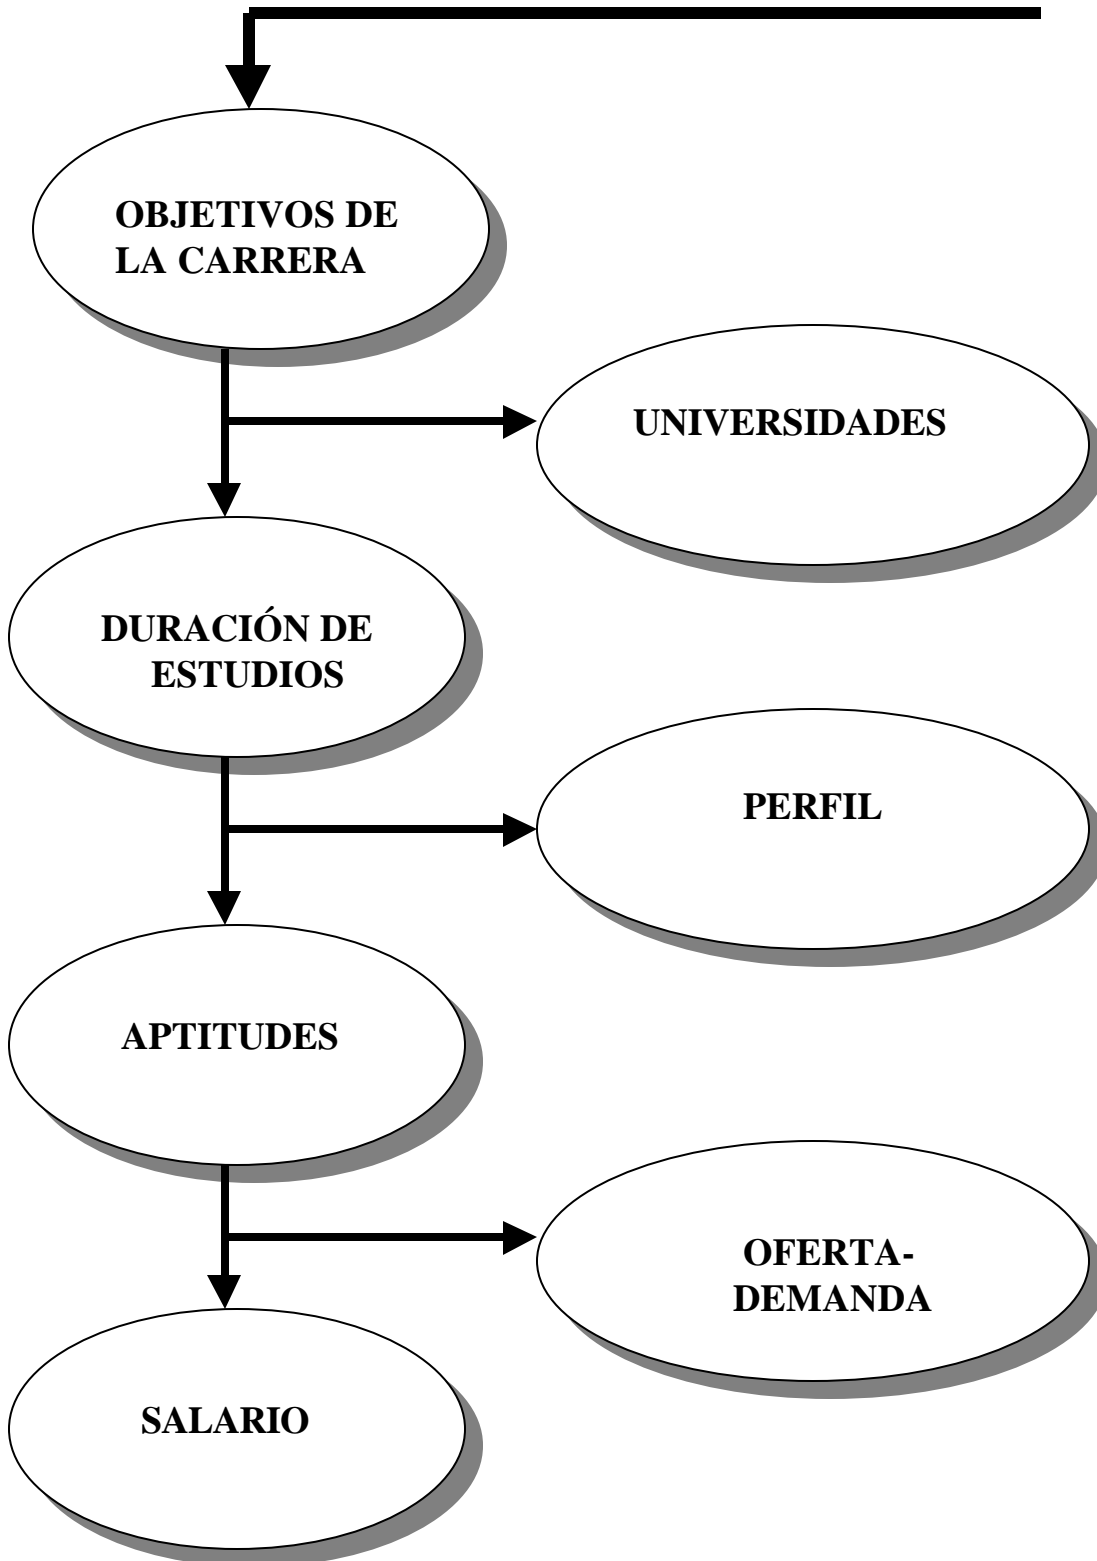 OBJETIVOS DE
LA CARRERA
UNIVERSIDADES
DURACIÓN DE
ESTUDIOS
PERFIL
APTITUDES
OFERTA-
DEMANDA
SALARIO